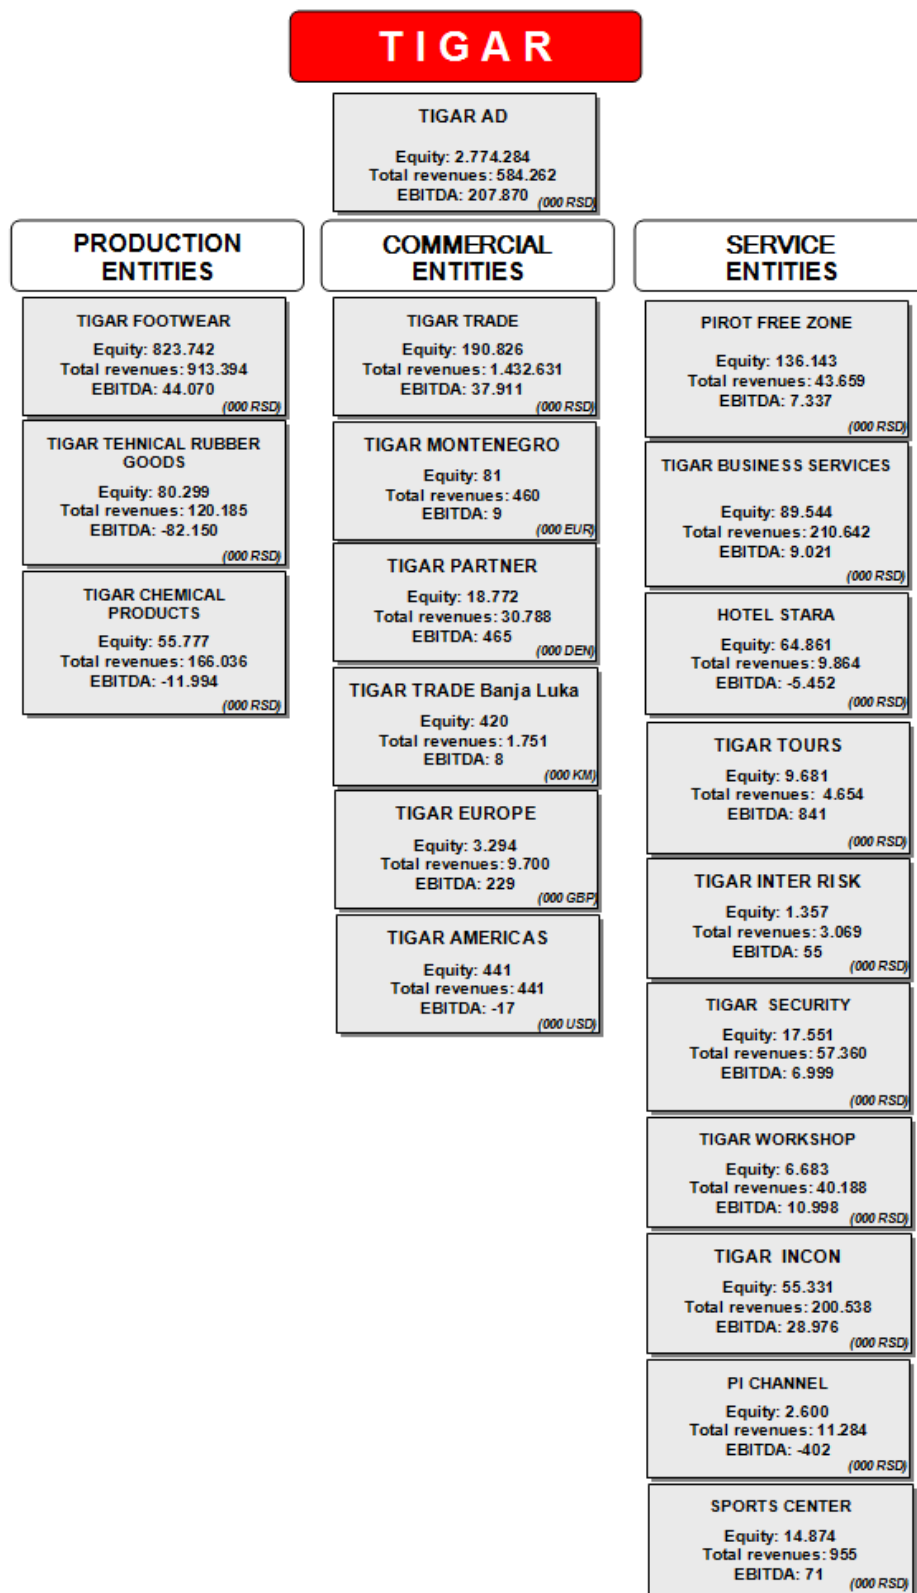 TIGAR
TIGAR AD
Equity: 2.774.284
Total revenues: 584.262
EBITDA: 207.870
(000 RSD)
PRODUCTION
ENTITIES
TIGAR FOOTWEAR
Equity: 823.742
Total revenues: 913.394
EBITDA: 44.070
(000 RSD)
TIGAR TEHNICAL RUBBER
GOODS
Equity: 80.299
Total revenues: 120.185
EBITDA: -82.150
(000 RSD)
TIGAR CHEMICAL
PRODUCTS
Equity: 55.777
Total revenues: 166.036
EBITDA: -11.994
(000 RSD)
COMMERCIAL
ENTITIES
TIGAR TRADE
Equity: 190.826
Total revenues: 1.432.631
EBITDA: 37.911
(000 RSD)
TIGAR MONTENEGRO
Equity: 81
Total revenues: 460
EBITDA: 9
(000 EUR)
TIGAR PARTNER
Equity: 18.772
Total revenues: 30.788
EBITDA: 465
(000 DEN)
TIGAR TRADE Banja Luka
Equity: 420
Total revenues: 1.751
EBITDA: 8
(000 KM)
TIGAR EUROPE
Equity: 3.294
Total revenues: 9.700
EBITDA: 229
(000 GBP)
TIGAR AMERICAS
Equity: 441
Total revenues: 441
EBITDA: -17
(000 USD)
SERVICE
ENTITIES
PIROT FREE ZONE
Equity: 136.143
Total revenues: 43.659
EBITDA: 7.337
(000 RSD)
TIGAR BUSINESS SERVICES
Equity: 89.544
Total revenues: 210.642
EBITDA: 9.021
(000 RSD)
HOTEL STARA
Equity: 64.861
Total revenues: 9.864
EBITDA: -5.452
(000 RSD)
TIGAR TOURS
Equity: 9.681
Total revenues: 4.654
EBITDA: 841
(000 RSD)
TIGAR INTER RISK
Equity: 1.357
Total revenues: 3.069
EBITDA: 55
(000 RSD)
TIGAR SECURITY
Equity: 17.551
Total revenues: 57.360
EBITDA: 6.999
(000 RSD)
TIGAR WORKSHOP
Equity: 6.683
Total revenues: 40.188
EBITDA: 10.998
(000 RSD)
TIGAR INCON
Equity: 55.331
Total revenues: 200.538
EBITDA: 28.976
(000 RSD)
PI CHANNEL
Equity: 2.600
Total revenues: 11.284
EBITDA: -402
(000 RSD)
SPORTS CENTER
Equity: 14.874
Total revenues: 955
EBITDA: 71
(000 RSD)